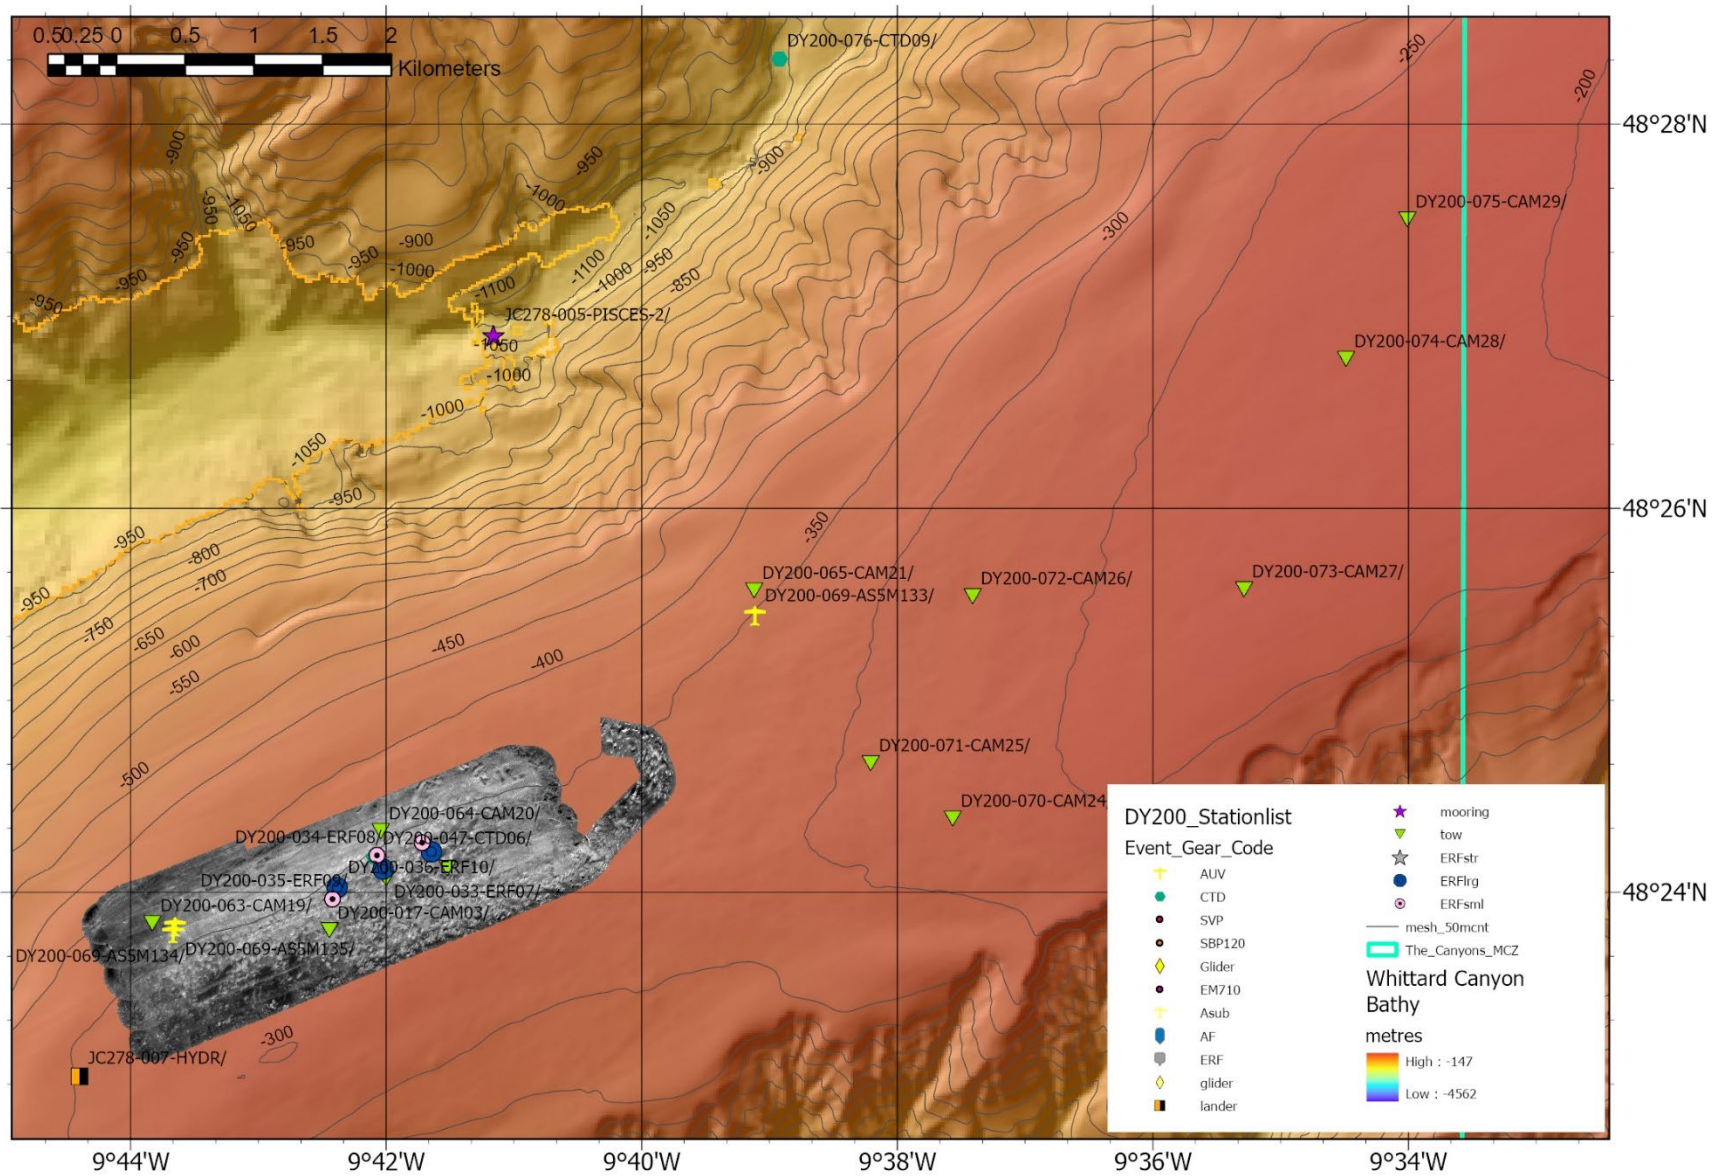 0.5 0.25 0 0.5 1 1.5 2
Kilometers
DY200-076-CTD09/
-250
-200
48°28'N
-900
-950
-900
-1000
-950
-1050
-1050
DY200-075-CAM29/
-300
-950
-950
-950
-900
-950
-1000
-1100
-1000
-950
-850
-950
-950
-1100
JC278-005-PISCES-2/
-1050
DY200-074-CAM28/
-1000
-1000
-1050
-950
48°26'N
-950
-350
-800
-700
-950
DY200-065-CAM21/
DY200-069-AS5M133/
DY200-072-CAM26/
DY200-073-CAM27/
-750
-650
-600
-550
-450
-400
-500
DY200-071-CAM25/
DY200-070-CAM24
DY200-064-CAM20/
DY200-034-ERF08/
DY200-047-CTD06/
DY200-036-ERF10/
DY200-035-ERF09/
DY200-033-ERF07/
48°24'N
DY200-063-CAM19/
DY200-017-CAM03/
DY200-069-AS5M134/
DY200-069-AS5M135/
-300
JC278-007-HYDR/
DY200_Stationlist
Event_Gear_Code
AUV
CTD
SVP
SBP120
Glider
EM710
Asub
AF
ERF
glider
lander
mooring
tow
ERFstr
ERFlrg
ERFsml
mesh_50mcnt
The_Canyons_MCZ
Whittard Canyon
Bathy
metres
High : -147
Low : -4562
9°44'W
9°42'W
9°40'W
9°38'W
9°36'W
9°34'W